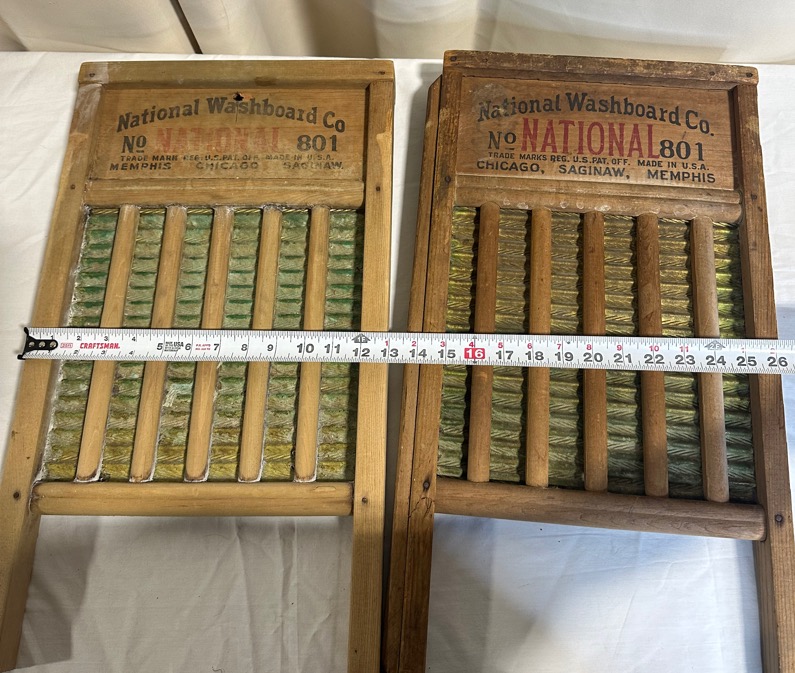 National Washboard Co
No NATIONAL 801
TRADE MARK REG. U.S. PAT. OFF. MADE IN U.S.A.
MEMPHIS CHICAGO SAGINAW.
National Washboard Co.
No NATIONAL 801
TRADE MARKS REG. U.S. PAT. OFF. MADE IN U.S.A.
CHICAGO, SAGINAW, MEMPHIS
CRAFTSMAN 5 6 7 8 9 10 11 12 13 14 15 16 17 18 19 20 21 22 23 24 25 26